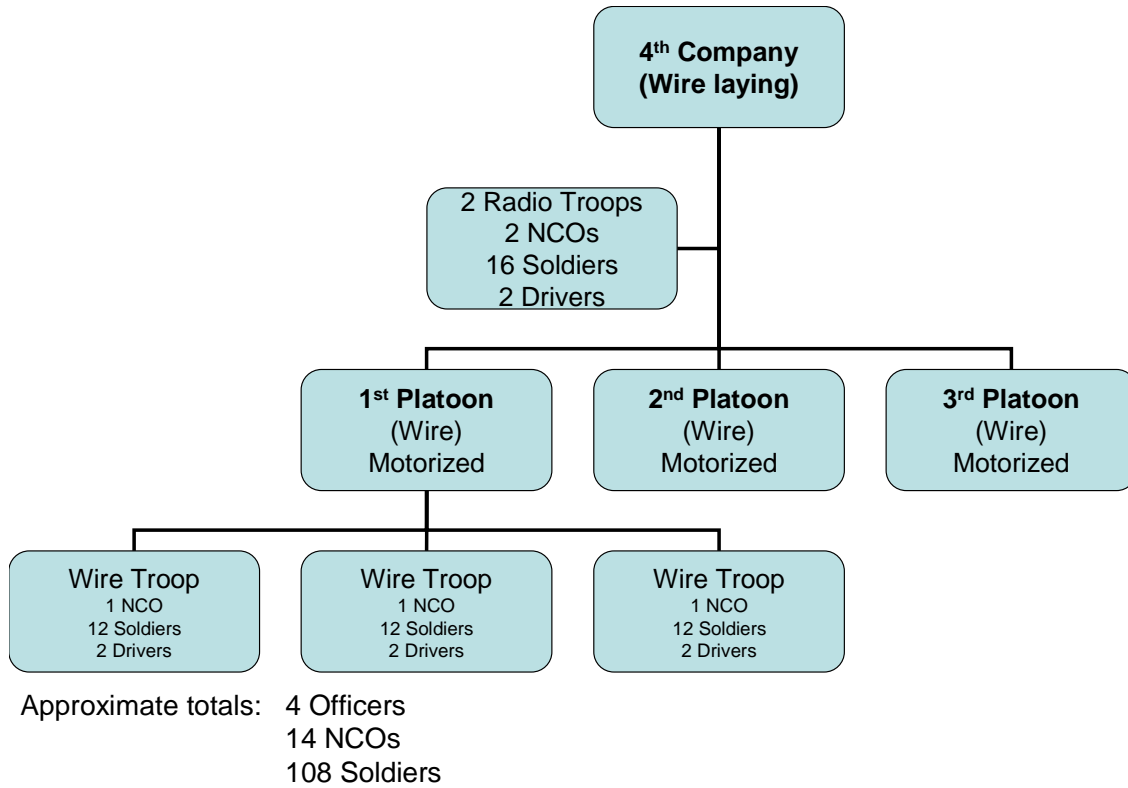 4th Company
(Wire laying)
2 Radio Troops
2 NCOs
16 Soldiers
2 Drivers
1st Platoon
(Wire)
Motorized
2nd Platoon
(Wire)
Motorized
3rd Platoon
(Wire)
Motorized
Wire Troop
1 NCO
12 Soldiers
2 Drivers
Wire Troop
1 NCO
12 Soldiers
2 Drivers
Wire Troop
1 NCO
12 Soldiers
2 Drivers
Approximate totals: 4 Officers
14 NCOs
108 Soldiers